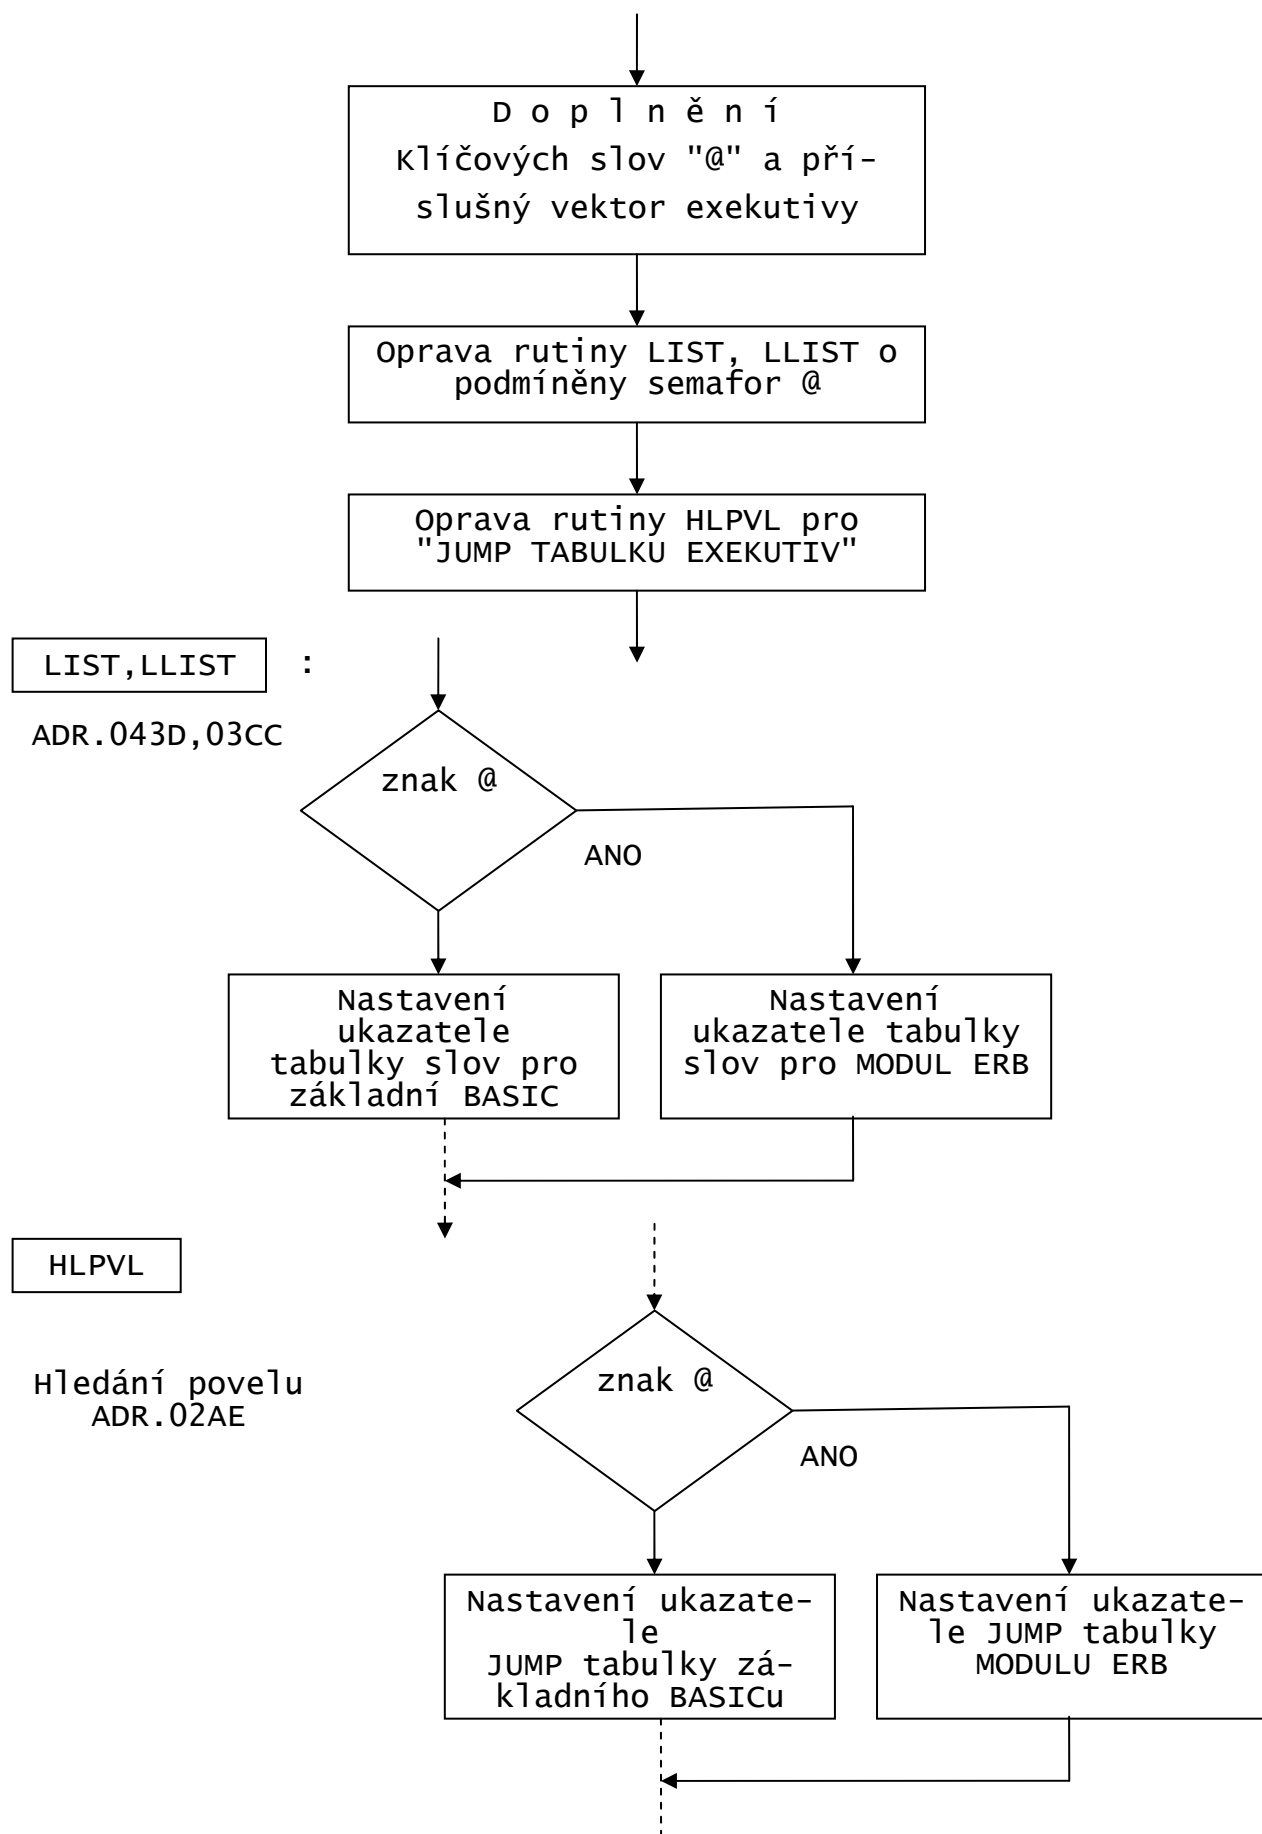 D o p l n ě n í
Klíčových slov "@" a pří-
slušný vektor exekutivy
Oprava rutiny LIST, LLIST o
podmíněny semafor @
Oprava rutiny HLPVL pro
"JUMP TABULKU EXEKUTIV"
LIST,LLIST :
ADR.043D,03CC
znak @
ANO
Nastavení
ukazatele
tabulky slov pro
základní BASIC
Nastavení
ukazatele tabulky
slov pro MODUL ERB
HLPVL
Hledání povelu
ADR.02AE
znak @
ANO
Nastavení ukazate-
le
JUMP tabulky zá-
kladního BASICu
Nastavení ukazate-
le JUMP tabulky
MODULU ERB